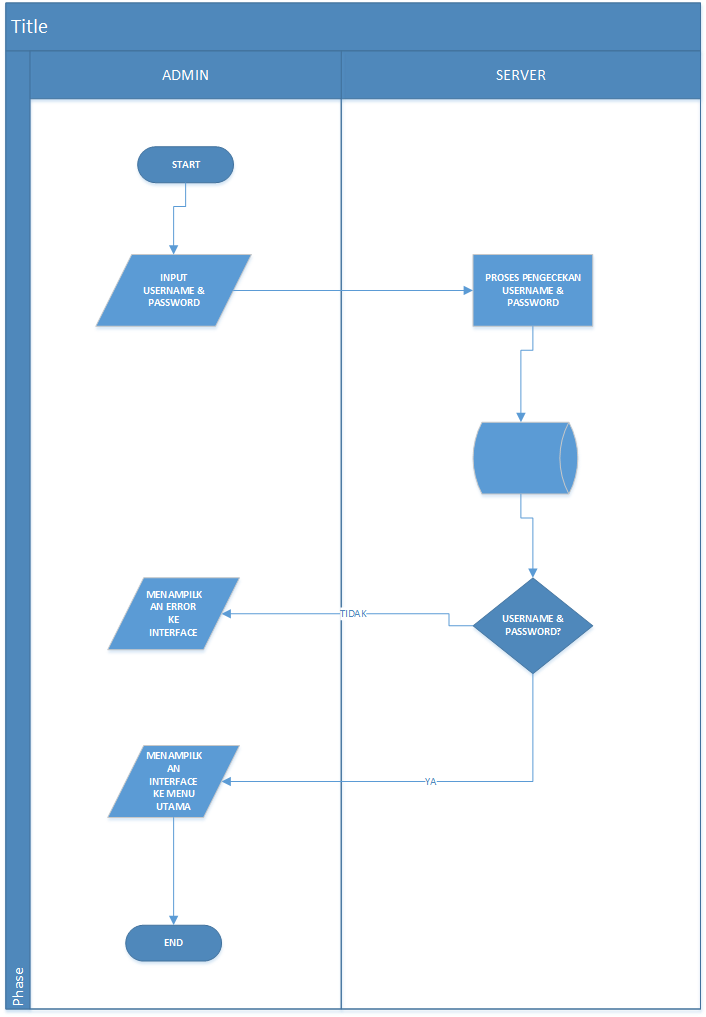 Title
ADMIN
SERVER
START
INPUT
USERNAME &
PASSWORD
PROSES PENGECEKAN
USERNAME &
PASSWORD
MENAMPILK
AN ERROR
KE
INTERFACE
TIDAK
USERNAME &
PASSWORD?
MENAMPILK
AN
INTERFACE
KE MENU
UTAMA
YA
END
Phase